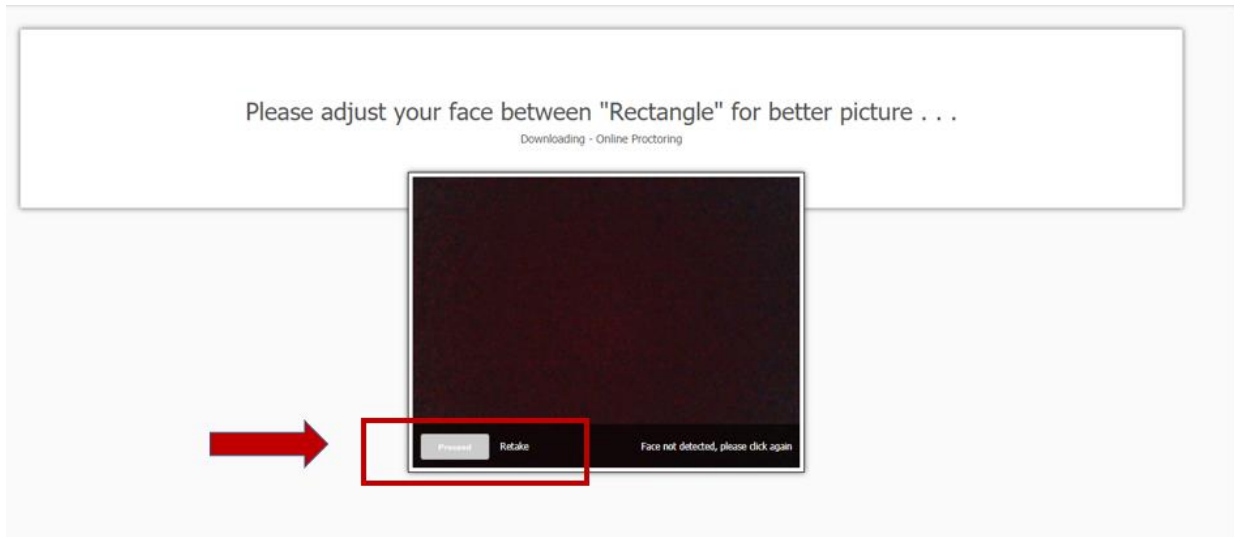 Please adjust your face between "Rectangle" for better picture . . .
Downloading - Online Proctoring
Proceed Retake Face not detected, please click again